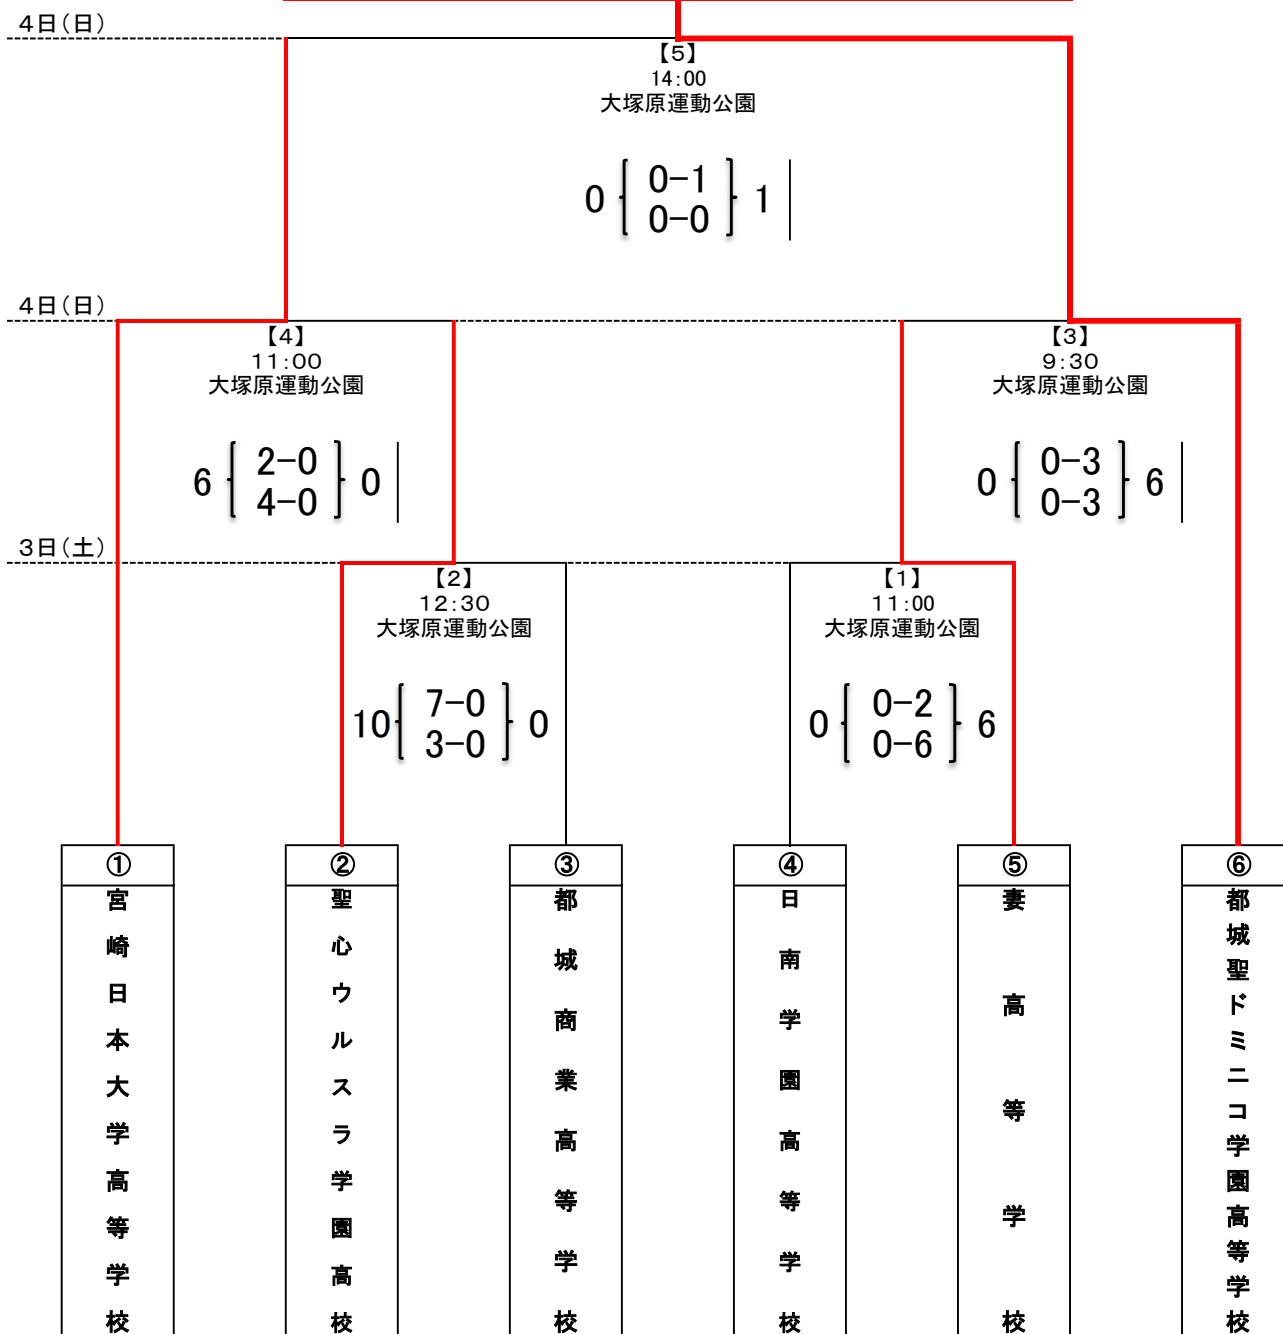 4日(日)
【5】
14:00
大塚原運動公園
0 0-1 1
0-0
4日(日)
【4】
11:00
大塚原運動公園
6 2-0 0
4-0
【3】
9:30
大塚原運動公園
0 0-3 6
0-3
3日(土)
【2】
12:30
大塚原運動公園
10 7-0 0
3-0
【1】
11:00
大塚原運動公園
0 0-2 6
0-6
①
宮崎日本大学高等学校
②
聖心ウルスラ学園高校
③
都城商業高等学校
④
日南学園高等学校
⑤
妻高等学校
⑥
都城聖ドミニコ学園高等学校